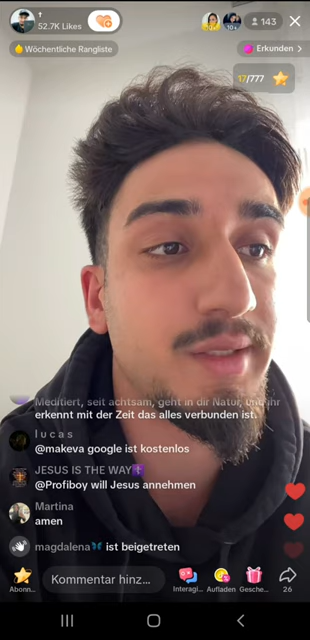 †
52.7K Likes
10+
143
Wöchentliche Rangliste
Erkunden >
17/777
Meditiert, seit achtsam, geht in dir Natur, und ihr
erkennt mit der Zeit das alles verbunden ist.
l u c a s
@makeva google ist kostenlos
JESUS IS THE WAY✝️
@Profiboy will Jesus annehmen
Martina
amen
magdalena🦋 ist beigetreten
Kommentar hinz...
Abonn...
Interagi...
Aufladen
Gesche...
26